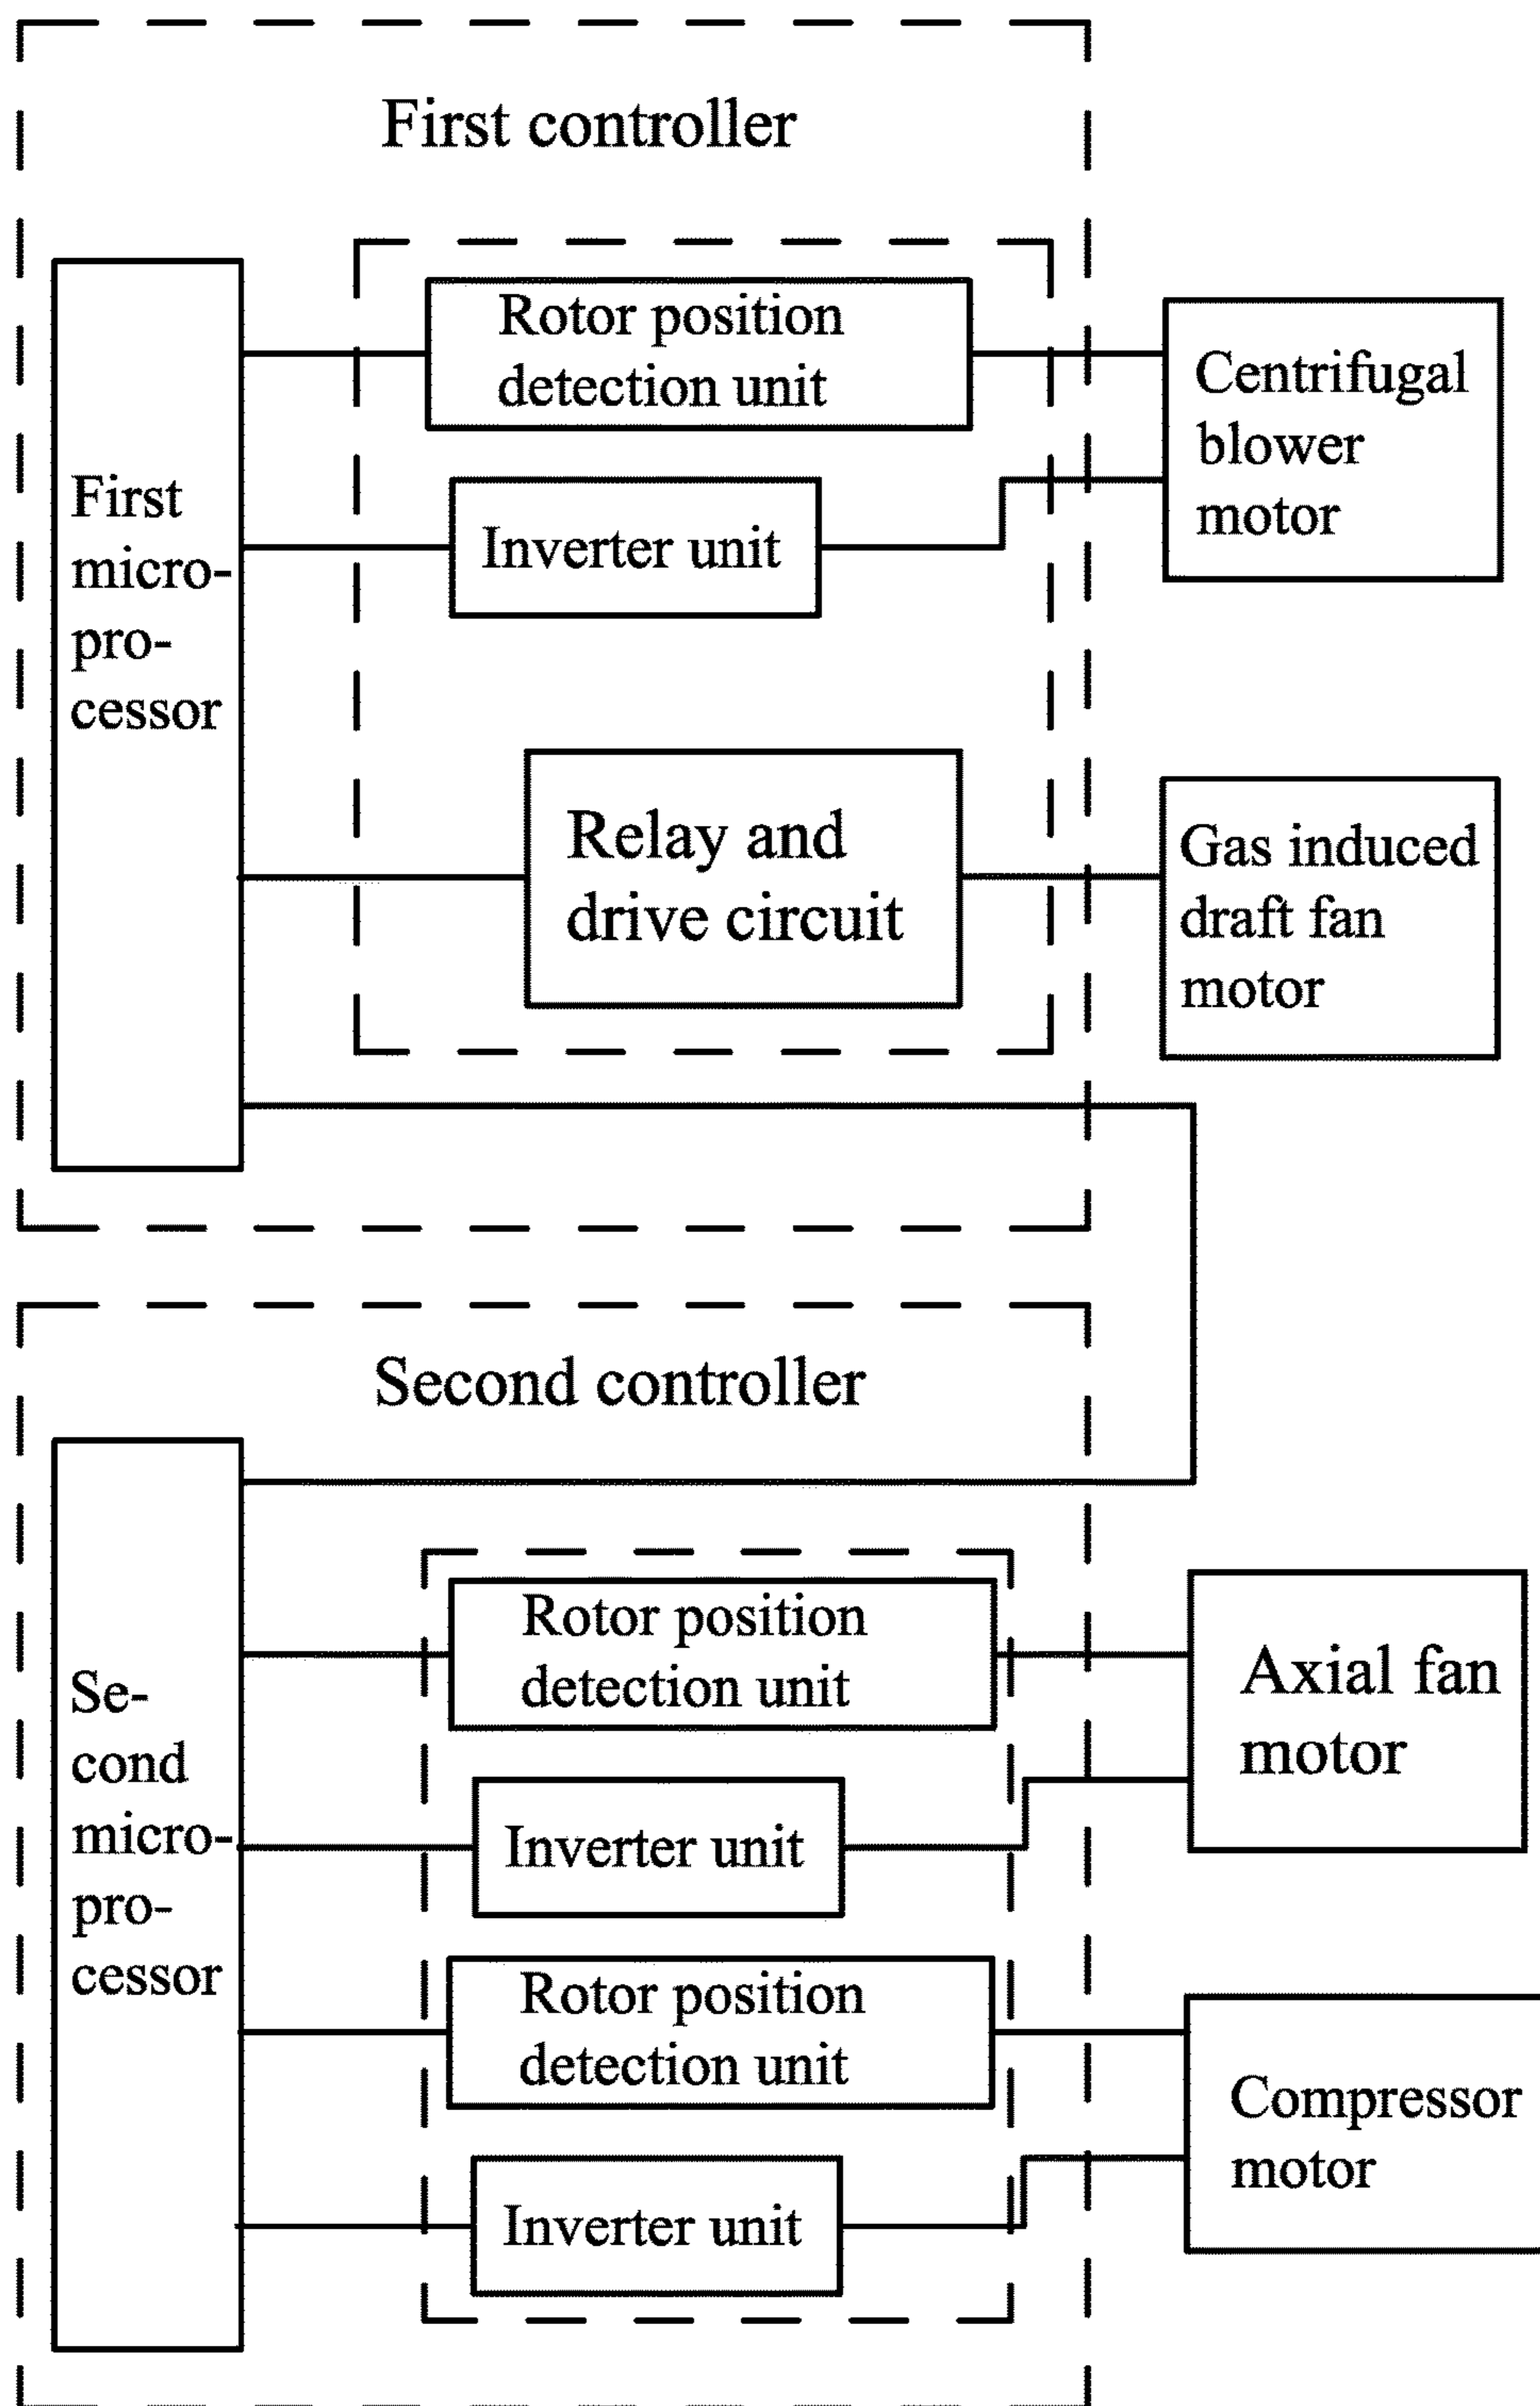 First controller
Rotor position
detection unit
Centrifugal
blower
motor
First
micro-
pro-
cessor
Inverter unit
Relay and
drive circuit
Gas induced
draft fan
motor
Second controller
Rotor position
detection unit
Axial fan
motor
Se-
cond
micro-
pro-
cessor
Inverter unit
Rotor position
detection unit
Compressor
motor
Inverter unit